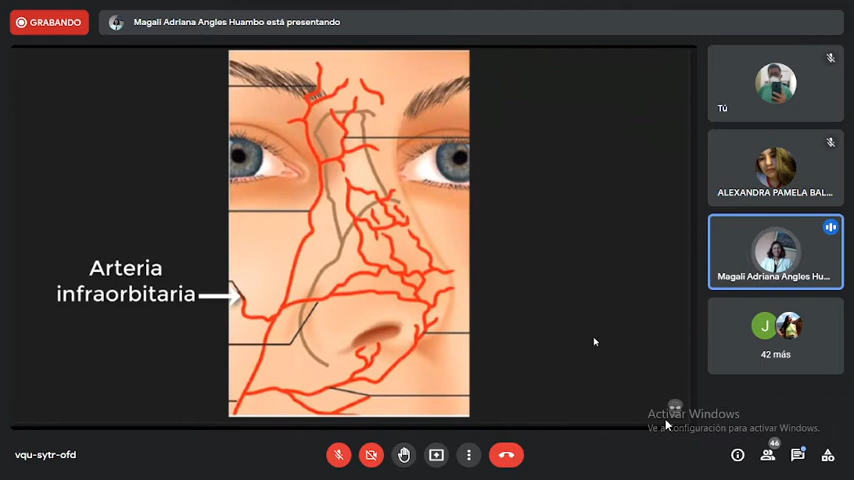 GRABANDO
Magali Adriana Angles Huambo está presentando
Tú
ALEXANDRA PAMELA BAL...
Arteria
infraorbitaria
Magali Adriana Angles Hu...
J
42 más
Activar Windows
Ve a Configuración para activar Windows.
vqu-sytr-ofd
46